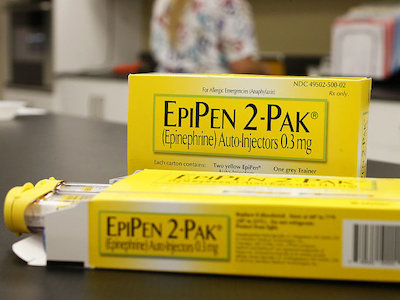 NDC 49502-500-02
For Allergic Emergencies (Anaphylaxis)
Rx only.
EPIPEN 2-PAK®
(Epinephrine) Auto-Injectors 0.3 mg
Each carton contains: Two yellow EpiPen® One grey Trainer
EPIPEN 2-PAK®
(Epinephrine) Auto-Injectors 0.3 mg